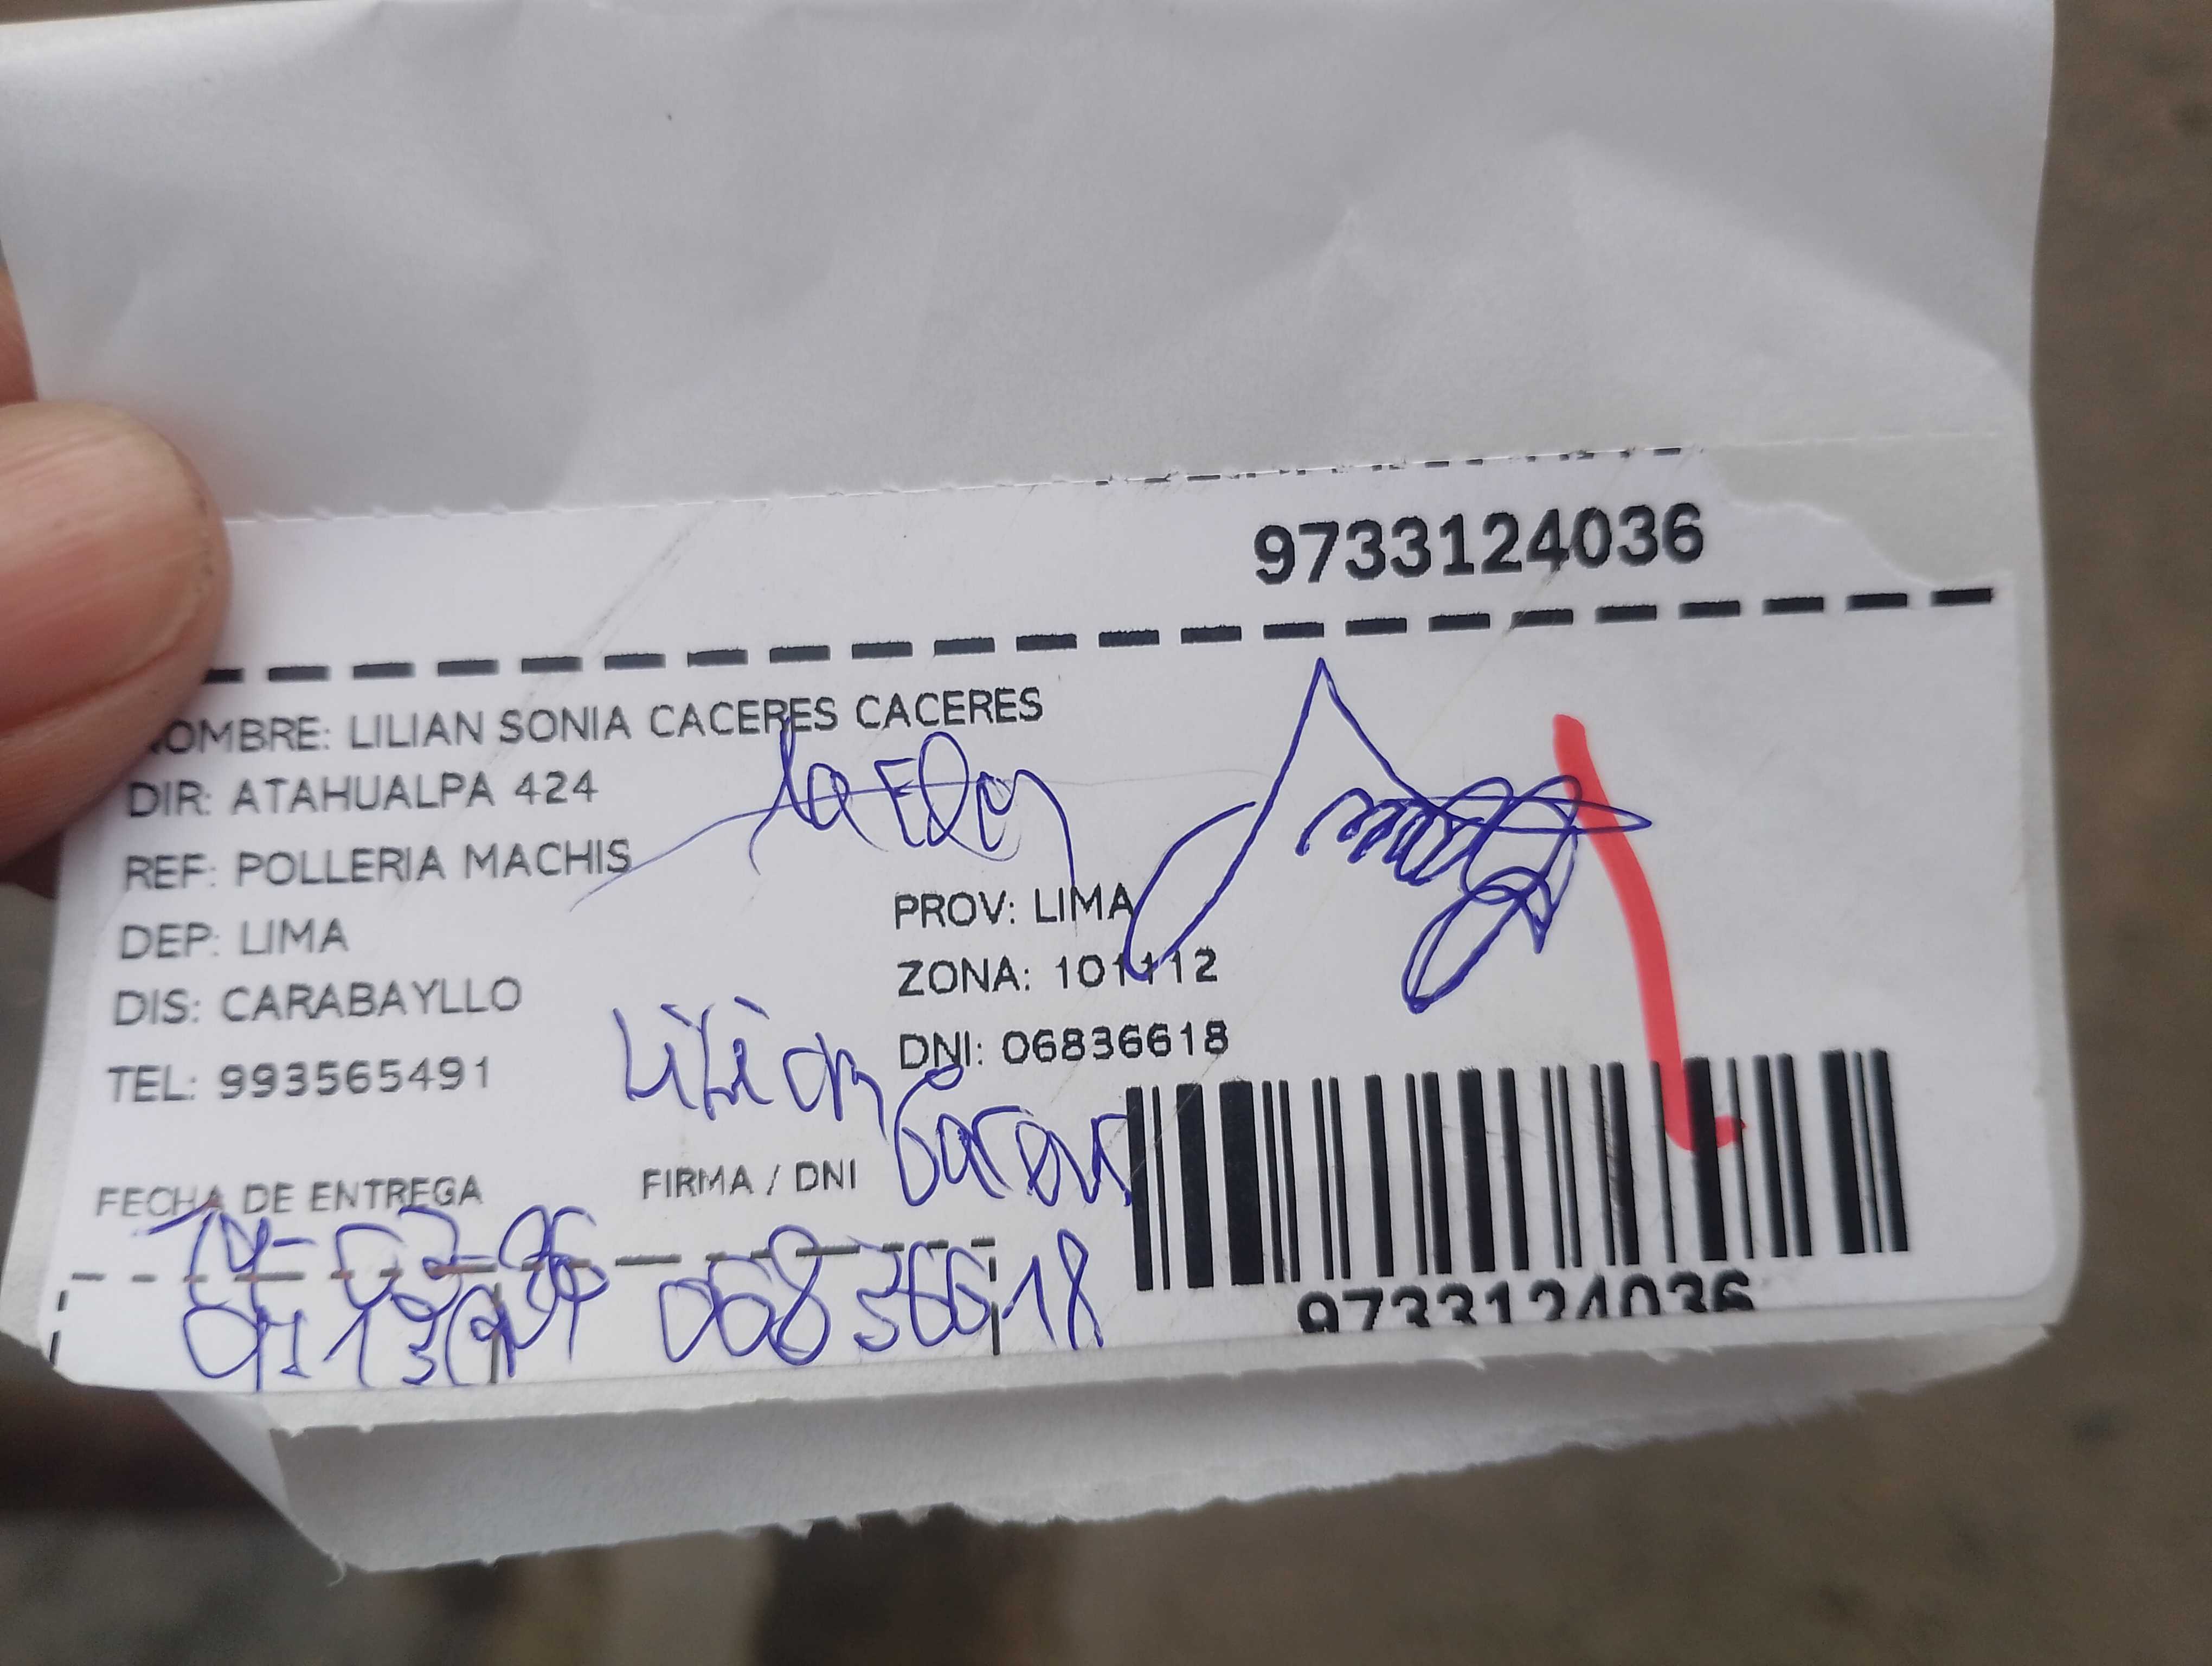 9733124036
NOMBRE: LILIAN SONIA CACERES CACERES
DIR: ATAHUALPA 424
REF: POLLERIA MACHIS
DEP: LIMA
PROV: LIMA
DIS: CARABAYLLO
ZONA: 101112
TEL: 993565491
DNI: 06836618
Lilian
FECHA DE ENTREGA
FIRMA / DNI
06836618
9733124036